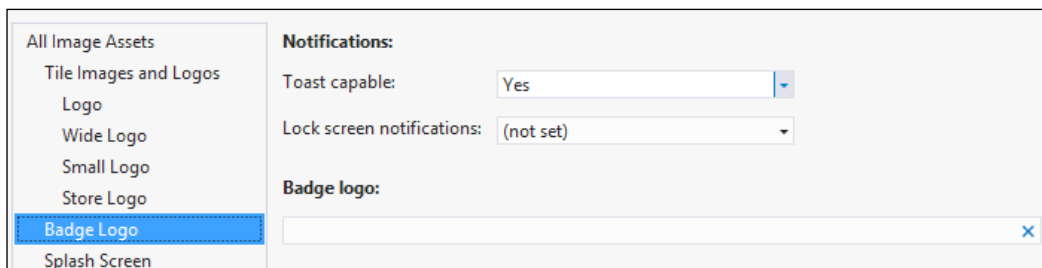 All Image Assets
Tile Images and Logos
Logo
Wide Logo
Small Logo
Store Logo
Badge Logo
Splash Screen
Notifications:
Toast capable: Yes
Lock screen notifications: (not set)
Badge logo: